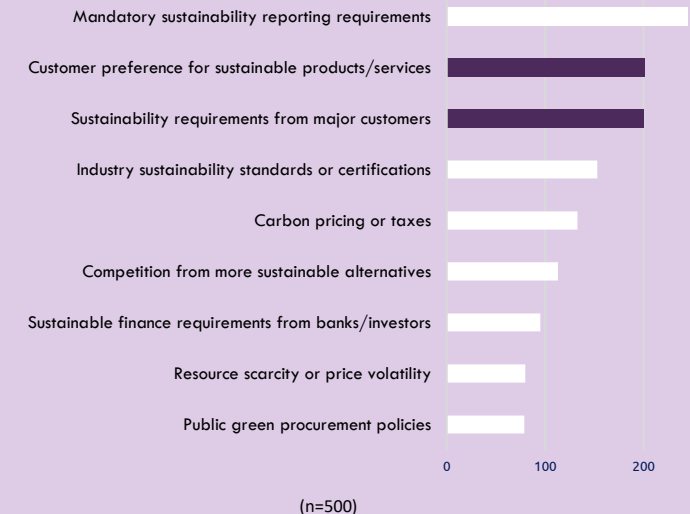 Mandatory sustainability reporting requirements
Customer preference for sustainable products/services
Sustainability requirements from major customers
Industry sustainability standards or certifications
Carbon pricing or taxes
Competition from more sustainable alternatives
Sustainable finance requirements from banks/investors
Resource scarcity or price volatility
Public green procurement policies
0 100 200
(n=500)